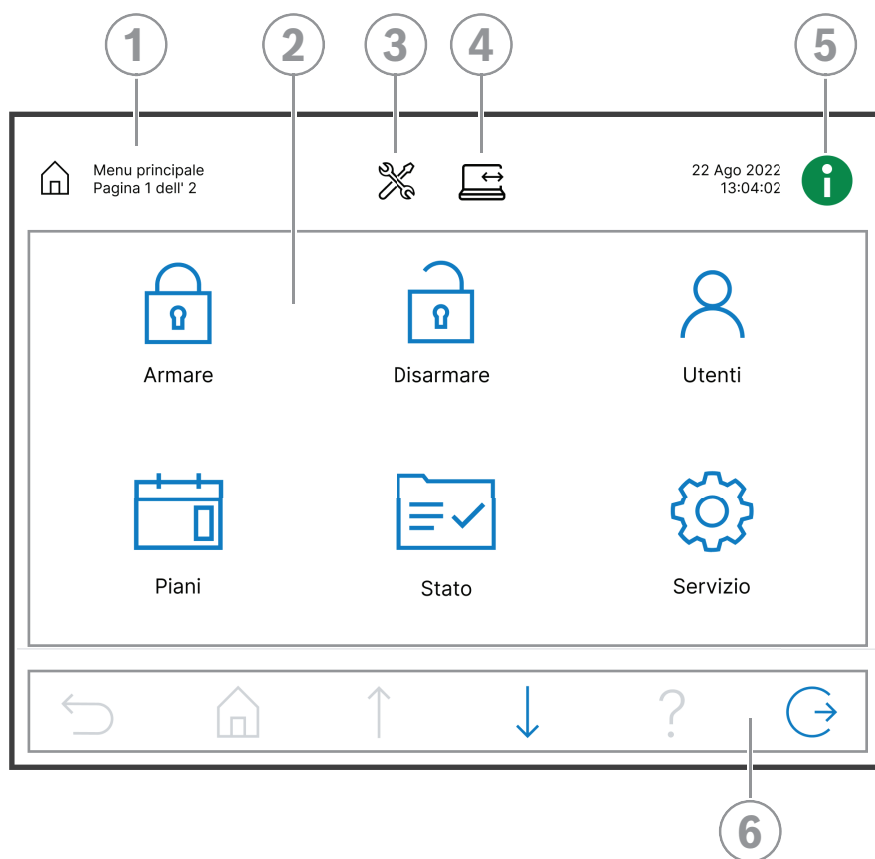 1 2 3 4 5
Menu principale
Pagina 1 dell' 2
22 Ago 2022
13:04:02
Armare Disarmare Utenti
Piani Stato Servizio
?
6